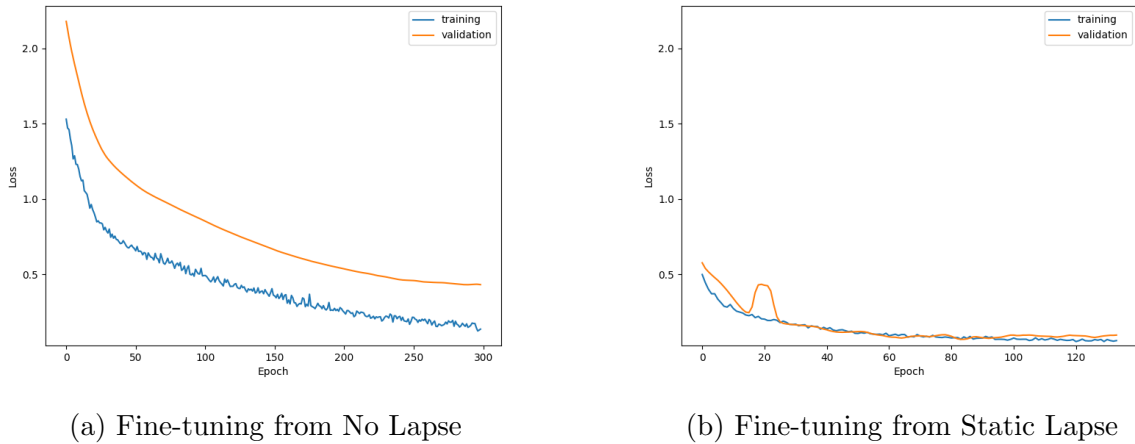 training
validation
2.0
1.5
1.0
0.5
Loss
0 50 100 150 200 250 300
Epoch
(a) Fine-tuning from No Lapse
training
validation
2.0
1.5
1.0
0.5
Loss
0 20 40 60 80 100 120
Epoch
(b) Fine-tuning from Static Lapse